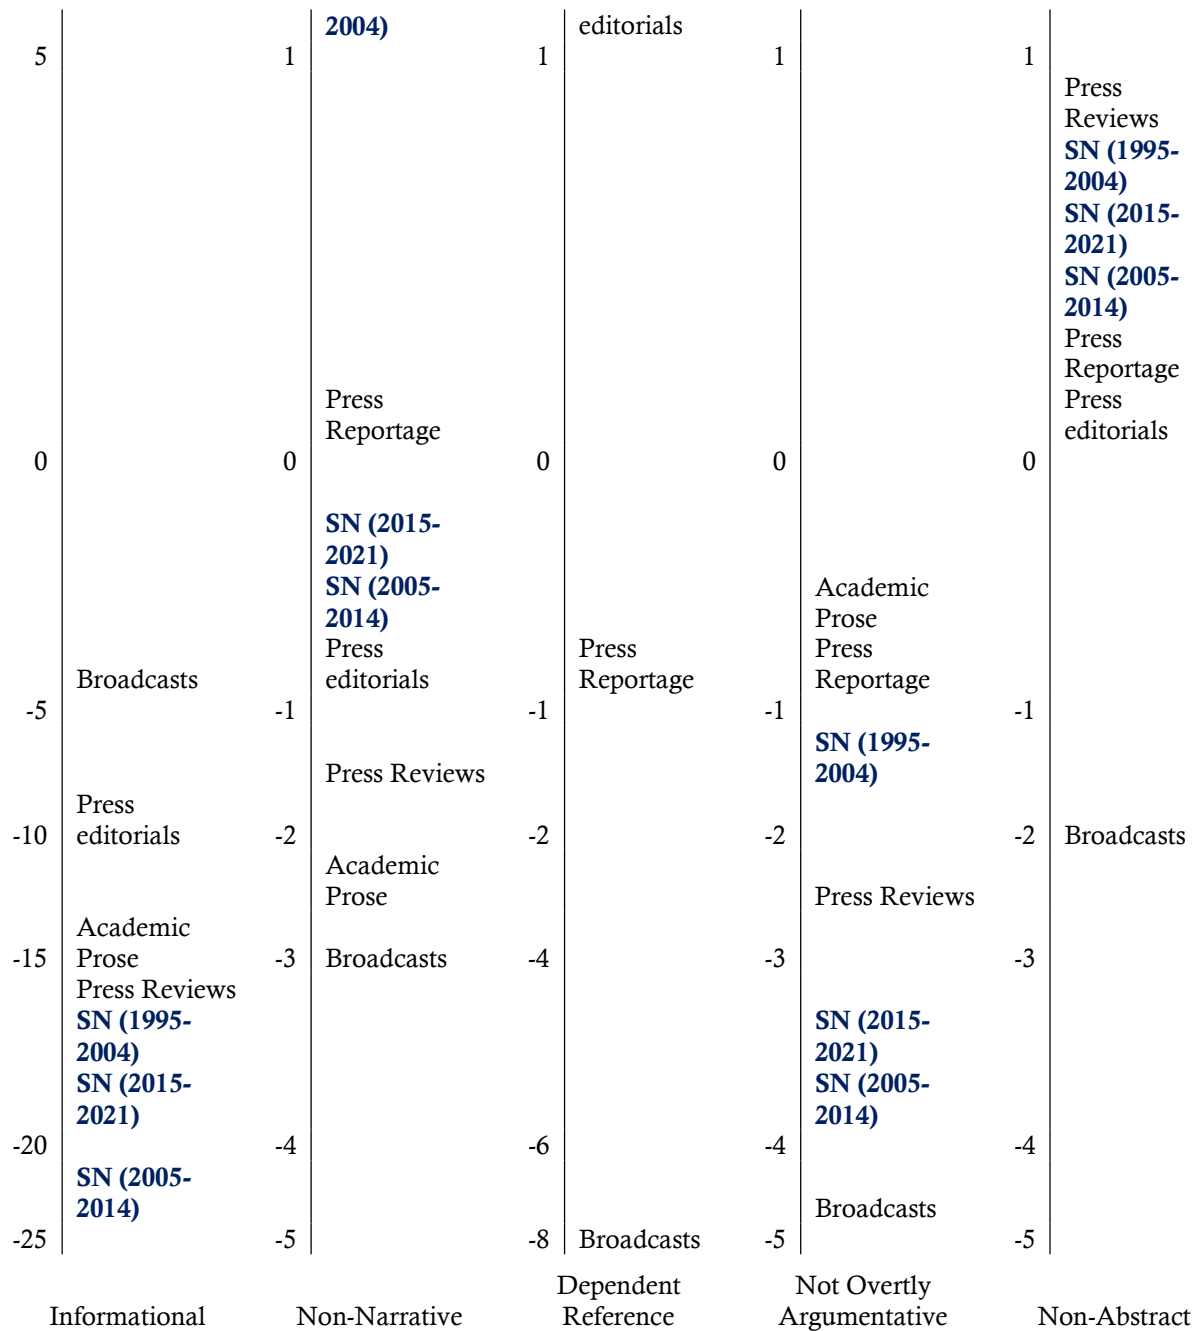 2004) editorials
5 1 1 1 1
Press
Reviews
SN (1995-
2004)
SN (2015-
2021)
SN (2005-
2014)
Press
Reportage
Press Press
Reportage editorials
0 0 0 0 0
SN (2015-
2021)
SN (2005- Academic
2014) Prose
Press Press Press
Broadcasts editorials Reportage Reportage
-5 -1 -1 -1 -1
SN (1995-
Press Reviews 2004)
Press
-10 editorials -2 -2 -2 -2 Broadcasts
Academic
Prose Press Reviews
Academic
-15 Prose -3 Broadcasts -4 -3 -3
Press Reviews
SN (1995- SN (2015-
2004) 2021)
SN (2015- SN (2005-
2021) 2014)
-20 -4 -6 -4 -4
SN (2005-
2014) Broadcasts
-25 -5 -8 Broadcasts -5 -5
Dependent Not Overtly
Informational Non-Narrative Reference Argumentative Non-Abstract